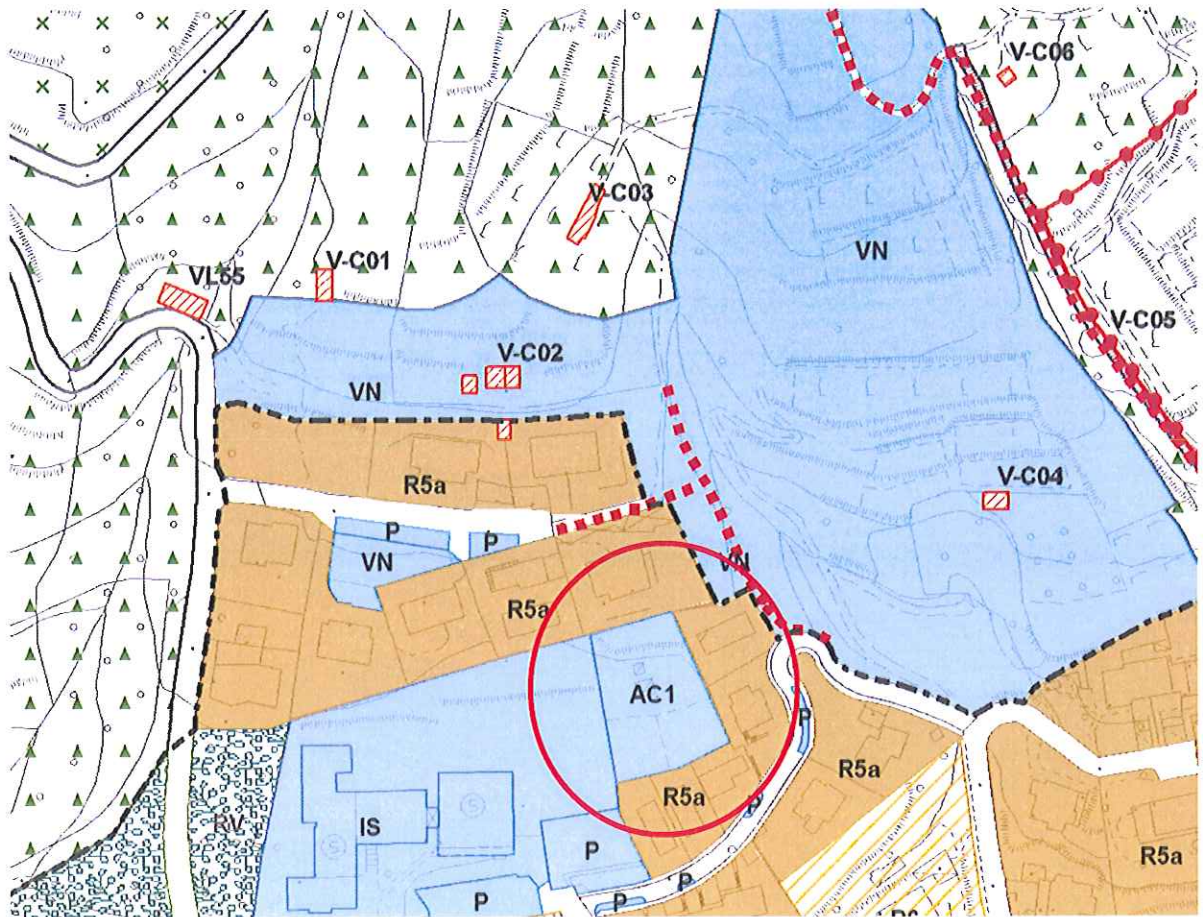 V-C06
V-C03
VN
V-C01
VL55
V-C05
V-C02
VN
R5a
V-C04
P
P
VN
VN
R5a
AC1
P
R5a
R5a
P
RV
IS
P
R5a
P
P
P